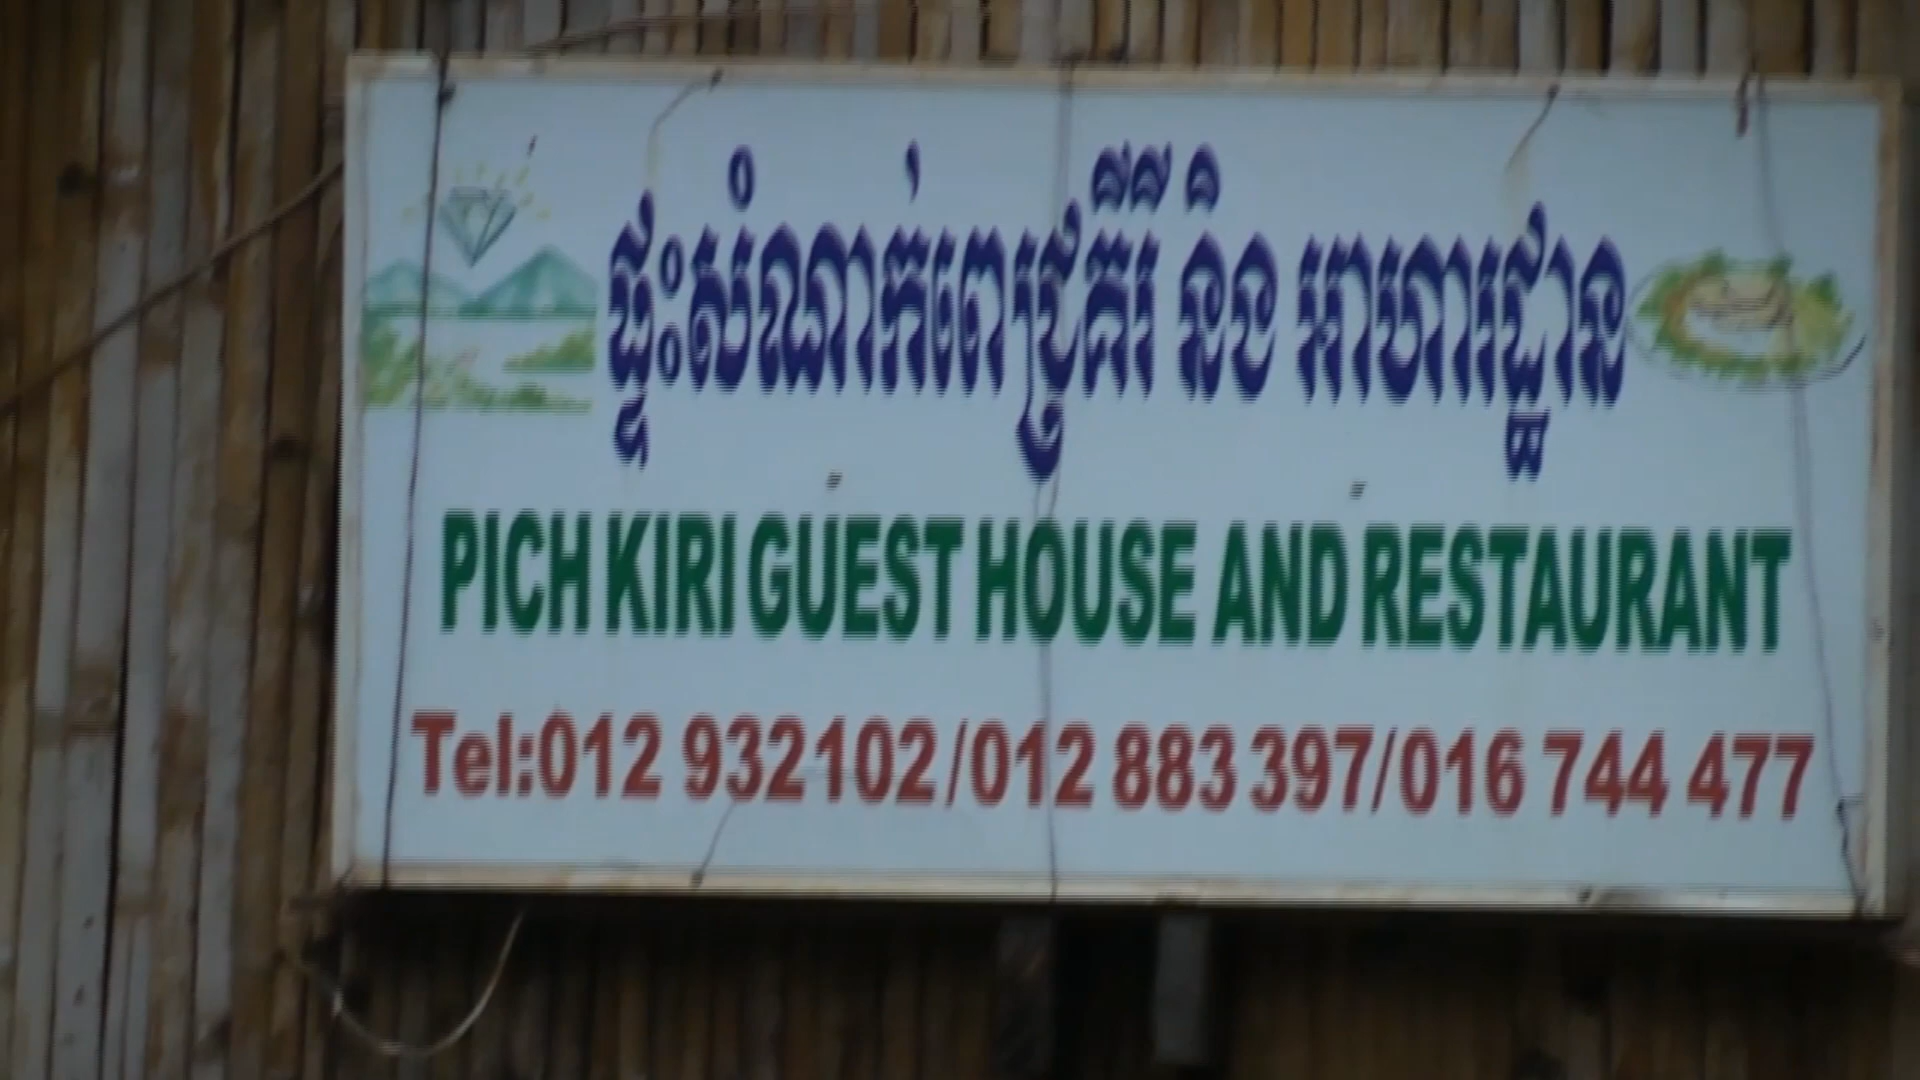 ផ្ទះសំណាក់ពេជ្រគីរី និង អាហារដ្ឋាន
PICH KIRI GUEST HOUSE AND RESTAURANT
Tel:012 932102/012 883 397/016 744 477